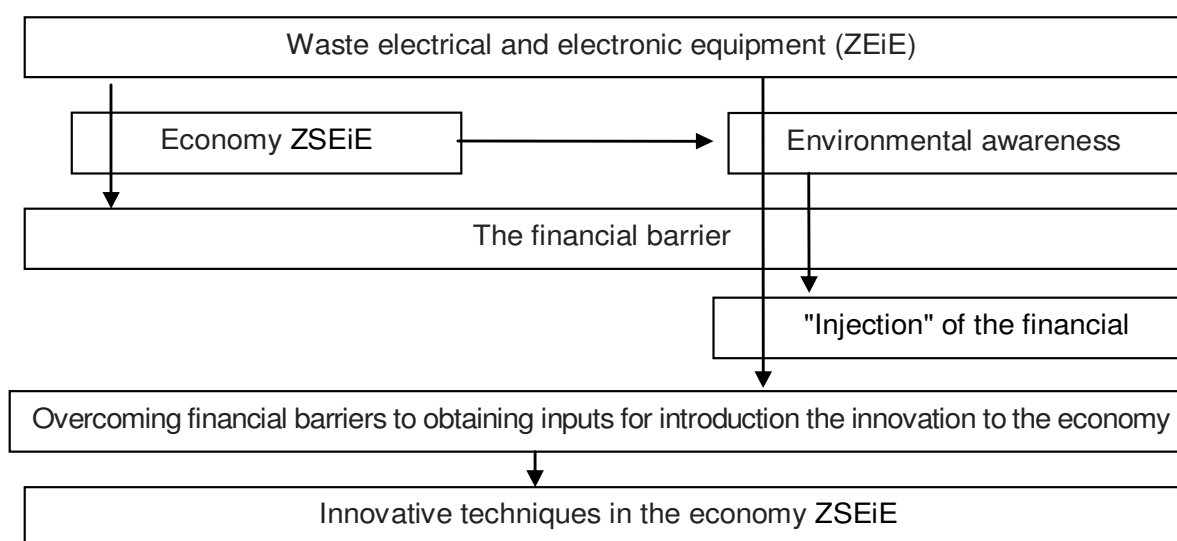 Waste electrical and electronic equipment (ZEiE)
Economy ZSEiE
Environmental awareness
The financial barrier
"Injection" of the financial
Overcoming financial barriers to obtaining inputs for introduction the innovation to the economy
Innovative techniques in the economy ZSEiE